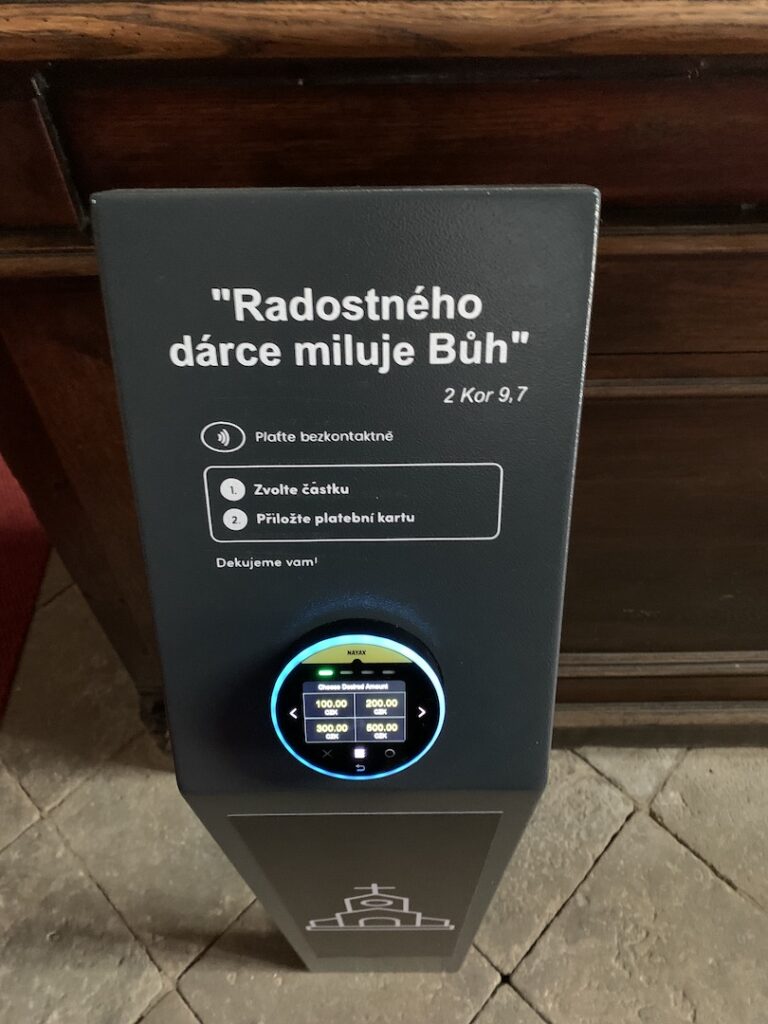 "Radostného
dárce miluje Bůh"
2 Kor 9,7
Plaťte bezkontaktně
1. Zvolte částku
2. Přiložte platební kartu
Dekujeme vam!
NAYAX
Choose Desired Amount
100.00 CZK 200.00 CZK
300.00 CZK 500.00 CZK